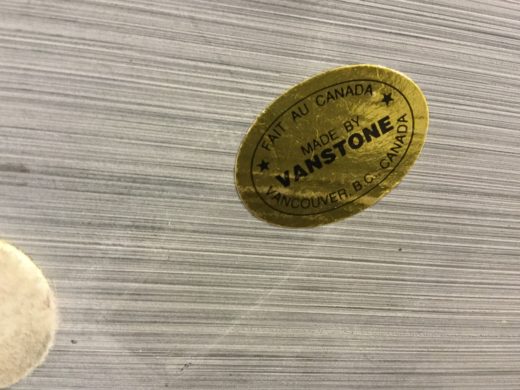 FAIT AU CANADA
MADE BY
VANSTONE
VANCOUVER, B.C., CANADA